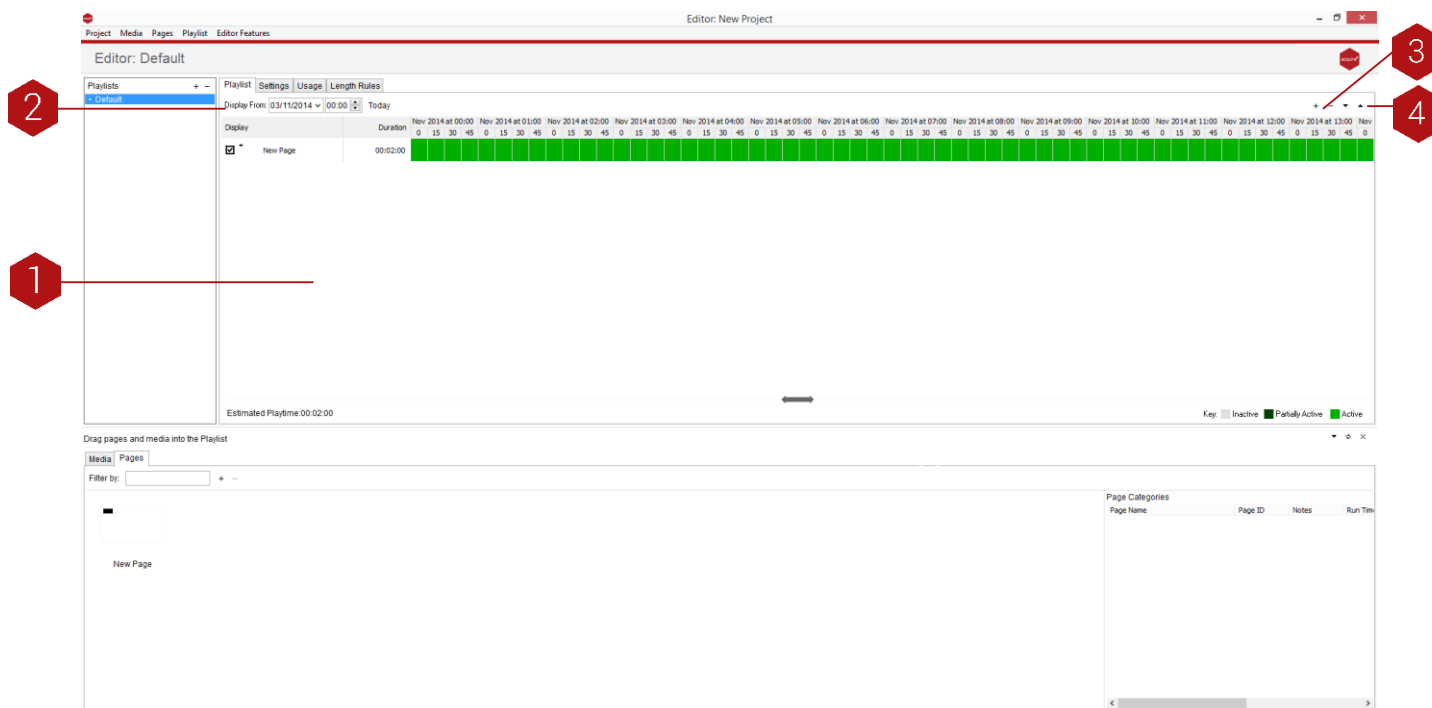 Editor: New Project
Project Media Pages Playlist Editor Features
Editor: Default
acquire
3
Playlists + −
Playlist Settings Usage Length Rules
Default
2
Display From: 03/11/2014 00:00 Today
+ −
4
Display Duration
Nov 2014 at 00:00 Nov 2014 at 01:00 Nov 2014 at 02:00 Nov 2014 at 03:00 Nov 2014 at 04:00 Nov 2014 at 05:00 Nov 2014 at 06:00 Nov 2014 at 07:00 Nov 2014 at 08:00 Nov 2014 at 09:00 Nov 2014 at 10:00 Nov 2014 at 11:00 Nov 2014 at 12:00 Nov 2014 at 13:00 Nov
0 15 30 45 0 15 30 45 0 15 30 45 0 15 30 45 0 15 30 45 0 15 30 45 0 15 30 45 0 15 30 45 0 15 30 45 0 15 30 45 0 15 30 45 0 15 30 45 0 15 30 45 0 15 30 45 0
New Page 00:02:00
1
Estimated Playtime:00:02:00
Key: Inactive Partially Active Active
Drag pages and media into the Playlist
Media Pages
Filter by: + −
Page Categories
Page Name Page ID Notes Run Tim
New Page